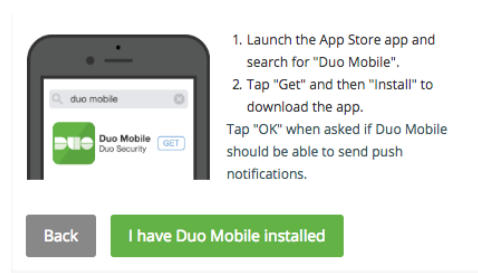 1. Launch the App Store app and
search for "Duo Mobile".
2. Tap "Get" and then "Install" to
download the app.
Tap "OK" when asked if Duo Mobile
should be able to send push
notifications.
duo mobile
DUO
Duo Mobile
Duo Security
GET
Back
I have Duo Mobile installed